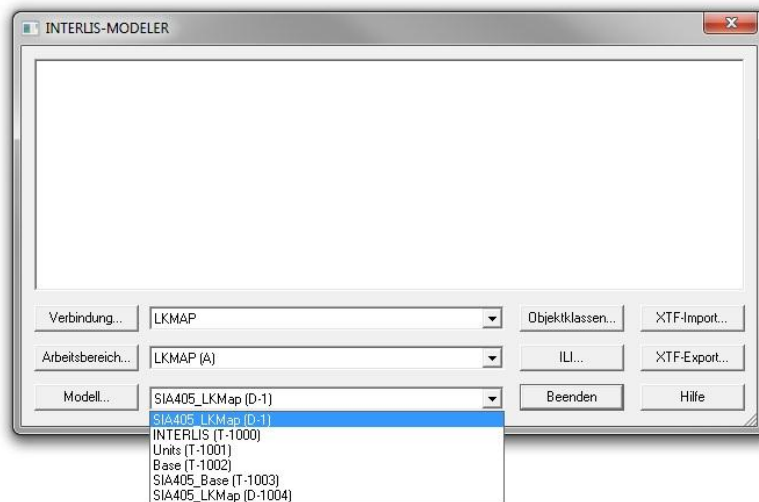 INTERLIS-MODELER
Verbindung... LKMAP Objektklassen... XTF-Import...
Arbeitsbereich... LKMAP (A) ILI... XTF-Export...
Modell... SIA405_LKMap (D-1) Beenden Hilfe
SIA405_LKMap (D-1)
INTERLIS (T-1000)
Units (T-1001)
Base (T-1002)
SIA405_Base (T-1003)
SIA405_LKMap (D-1004)